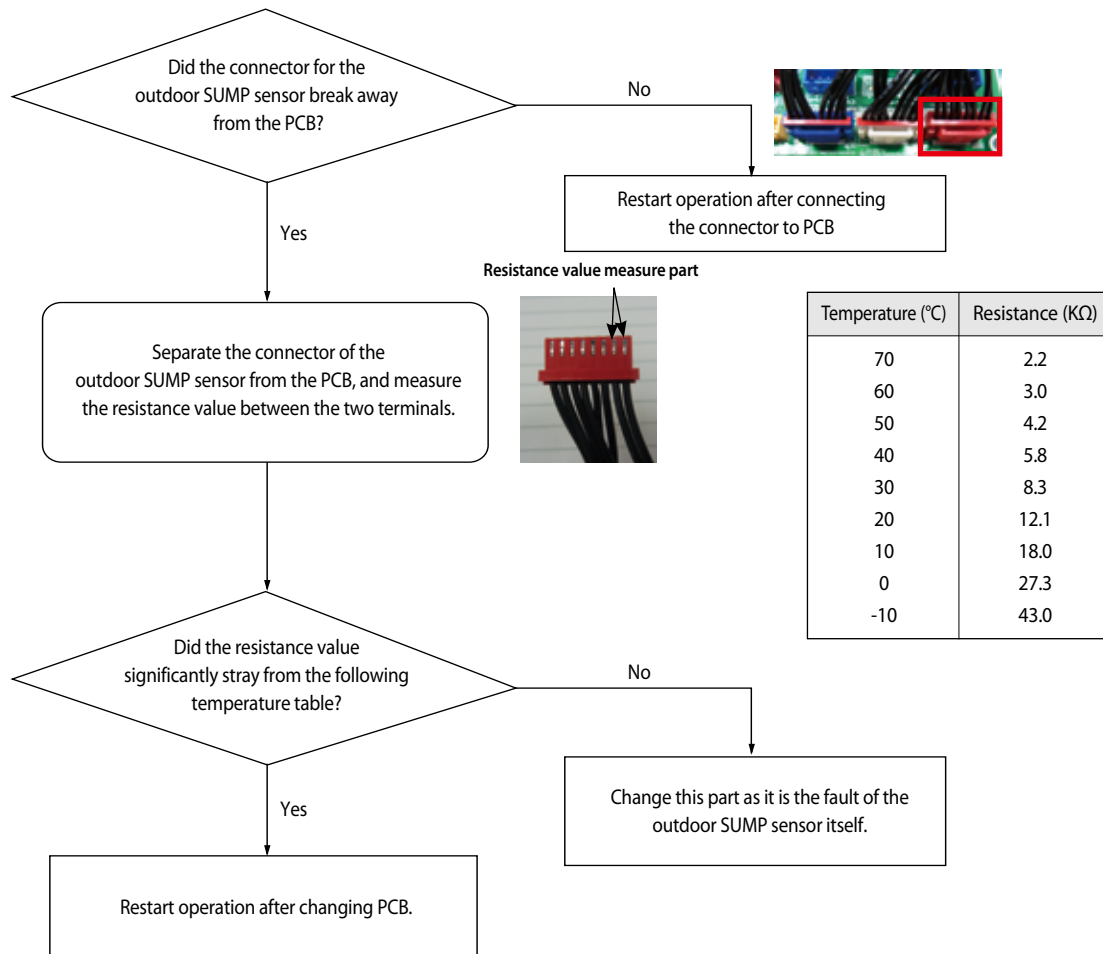 Did the connector for the
outdoor SUMP sensor break away
from the PCB?
No
Restart operation after connecting
the connector to PCB
Yes
Resistance value measure part
Separate the connector of the
outdoor SUMP sensor from the PCB, and measure
the resistance value between the two terminals.
Temperature (°C) Resistance (KΩ)
70 2.2
60 3.0
50 4.2
40 5.8
30 8.3
20 12.1
10 18.0
0 27.3
-10 43.0
Did the resistance value
significantly stray from the following
temperature table?
No
Change this part as it is the fault of the
outdoor SUMP sensor itself.
Yes
Restart operation after changing PCB.